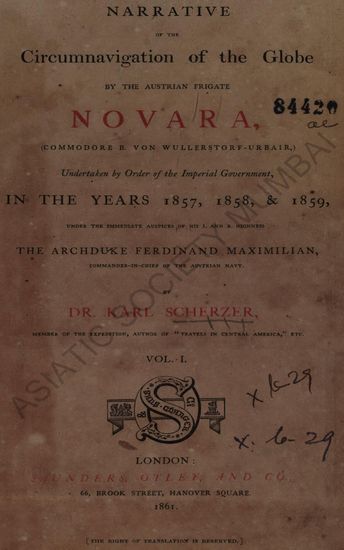 NARRATIVE
OF THE
Circumnavigation of the Globe
BY THE AUSTRIAN FRIGATE
NOVARA,
84420
(COMMODORE B. VON WULLERSTORF-URBAIR,)
Undertaken by Order of the Imperial Government,
IN THE YEARS 1857, 1858, & 1859,
UNDER THE IMMEDIATE AUSPICES OF HIS I. AND R. HIGHNESS
THE ARCHDUKE FERDINAND MAXIMILIAN,
COMMANDER-IN-CHIEF OF THE AUSTRIAN NAVY.
BY
DR. KARL SCHERZER,
MEMBER OF THE EXPEDITION, AUTHOR OF "TRAVELS IN CENTRAL AMERICA," ETC.
VOL. I.
LONDON:
SAUNDERS, OTLEY, AND CO.,
66, BROOK STREET, HANOVER SQUARE.
1861.
[THE RIGHT OF TRANSLATION IS RESERVED.]
ASIATIC SOCIETY MUMBAI